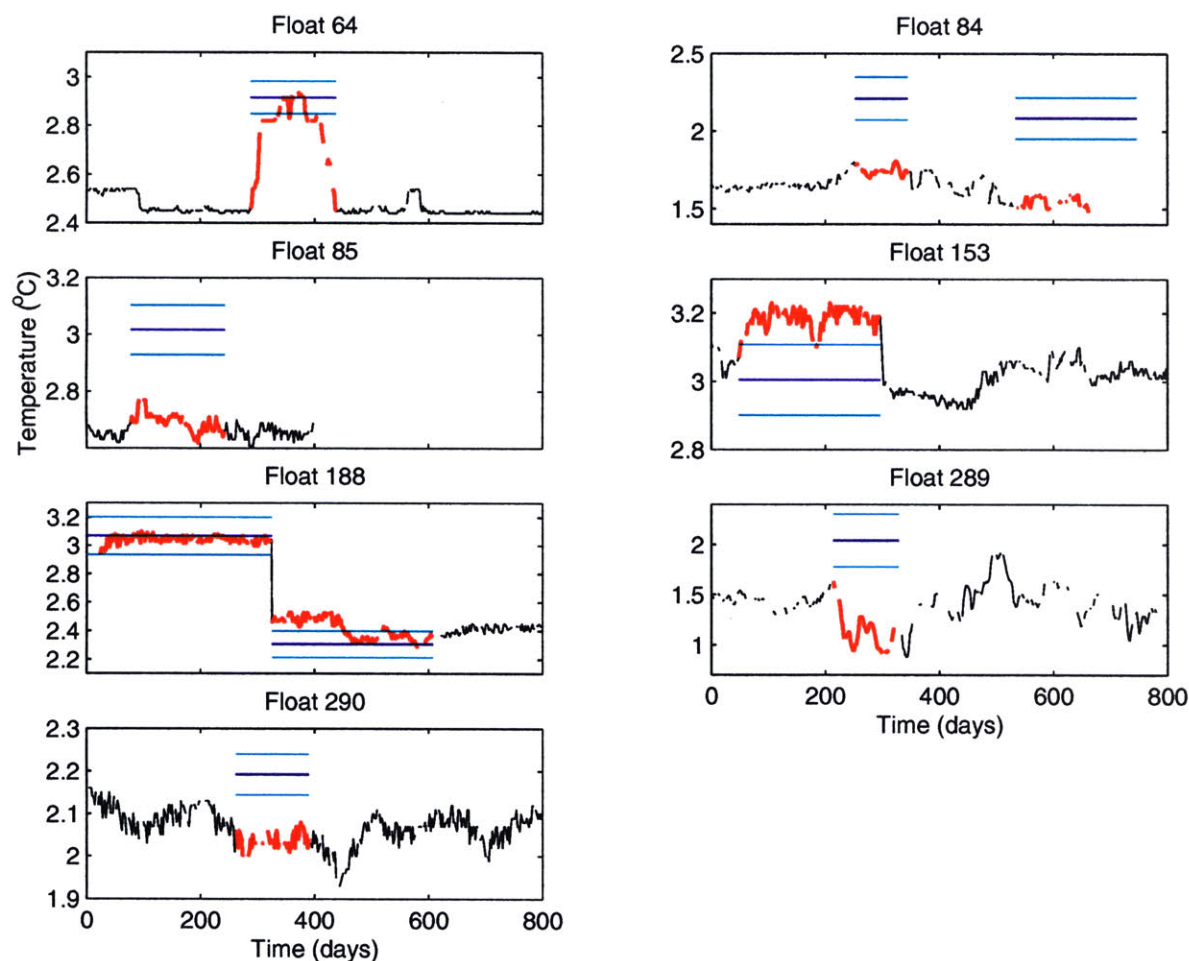 Float 64
3
2.8
2.6
2.4
Float 84
2.5
2
1.5
Float 85
3.2
3
2.8
Temperature (°C)
Float 153
3.2
3
2.8
Float 188
3.2
3
2.8
2.6
2.4
2.2
Float 289
2
1.5
1
0 200 400 600 800
Time (days)
Float 290
2.3
2.2
2.1
2
1.9
0 200 400 600 800
Time (days)